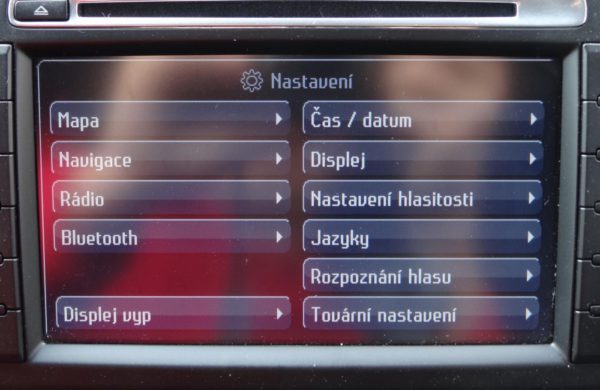 Nastavení
Mapa
Navigace
Rádio
Bluetooth
Displej vyp
Čas / datum
Displej
Nastavení hlasitosti
Jazyky
Rozpoznání hlasu
Tovární nastavení